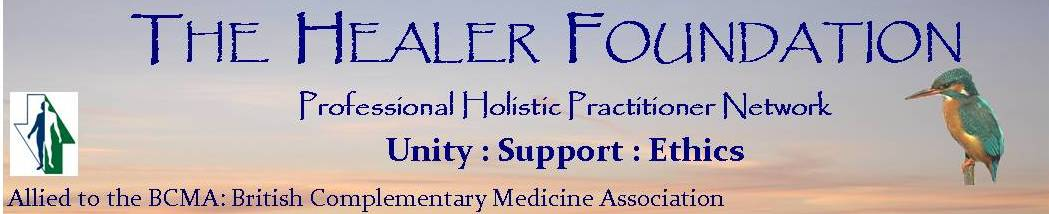 The Healer Foundation
Professional Holistic Practitioner Network
Unity : Support : Ethics
Allied to the BCMA: British Complementary Medicine Association